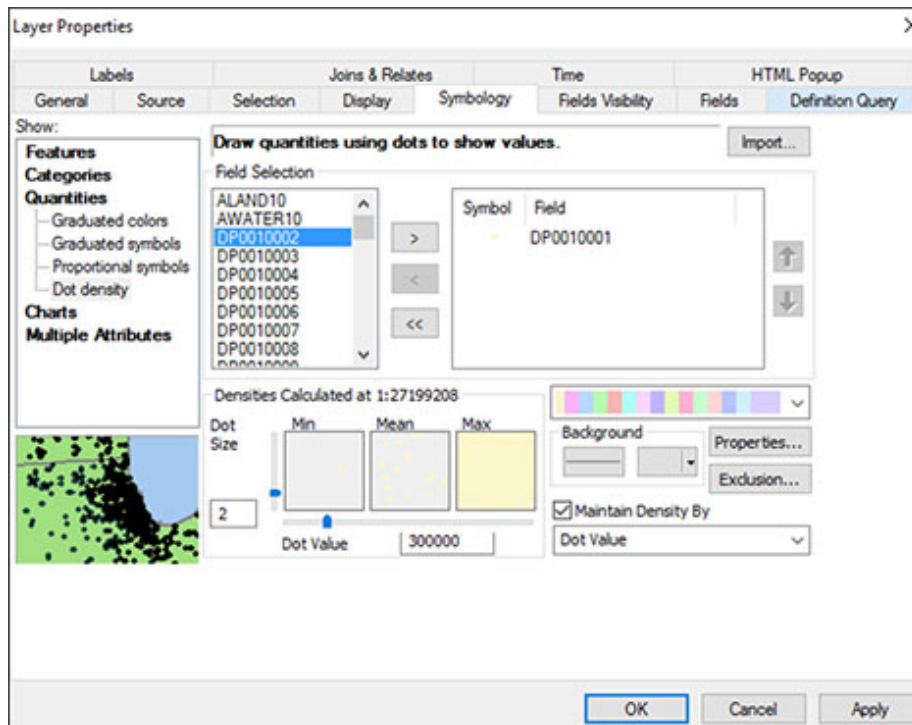 Layer Properties
Labels Joins & Relates Time HTML Popup
General Source Selection Display Symbology Fields Visibility Fields Definition Query
Show:
Features
Categories
Quantities
Graduated colors
Graduated symbols
Proportional symbols
Dot density
Charts
Multiple Attributes
Draw quantities using dots to show values.
Import...
Field Selection
ALAND10
AWATER10
DP0010002
DP0010003
DP0010004
DP0010005
DP0010006
DP0010007
DP0010008
>
<
<<
Symbol Field
DP0010001
Densities Calculated at 1:27199208
Dot Size
Min Mean Max
2
Dot Value 300000
Background
Properties...
Exclusion...
Maintain Density By
Dot Value
OK Cancel Apply